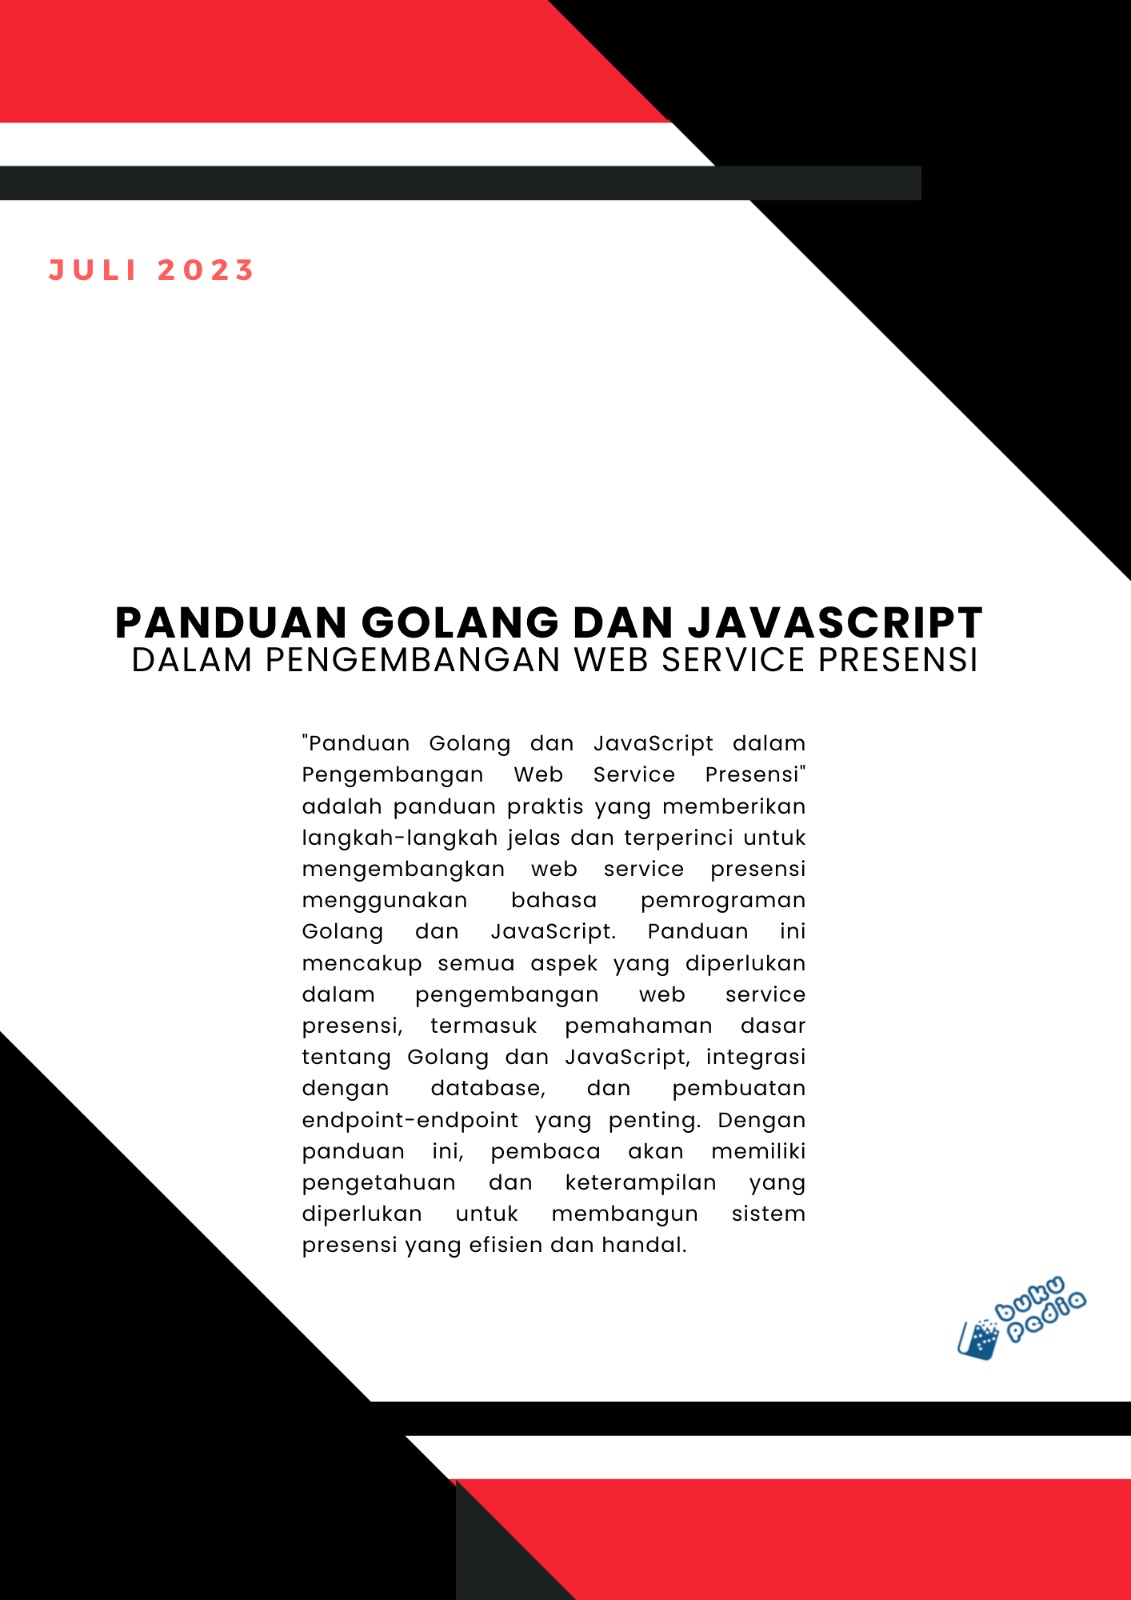 JULI 2023
PANDUAN GOLANG DAN JAVASCRIPT
DALAM PENGEMBANGAN WEB SERVICE PRESENSI
"Panduan Golang dan JavaScript dalam
Pengembangan Web Service Presensi"
adalah panduan praktis yang memberikan
langkah-langkah jelas dan terperinci untuk
mengembangkan web service presensi
menggunakan bahasa pemrograman
Golang dan JavaScript. Panduan ini
mencakup semua aspek yang diperlukan
dalam pengembangan web service
presensi, termasuk pemahaman dasar
tentang Golang dan JavaScript, integrasi
dengan database, dan pembuatan
endpoint-endpoint yang penting. Dengan
panduan ini, pembaca akan memiliki
pengetahuan dan keterampilan yang
diperlukan untuk membangun sistem
presensi yang efisien dan handal.
buku
pedia